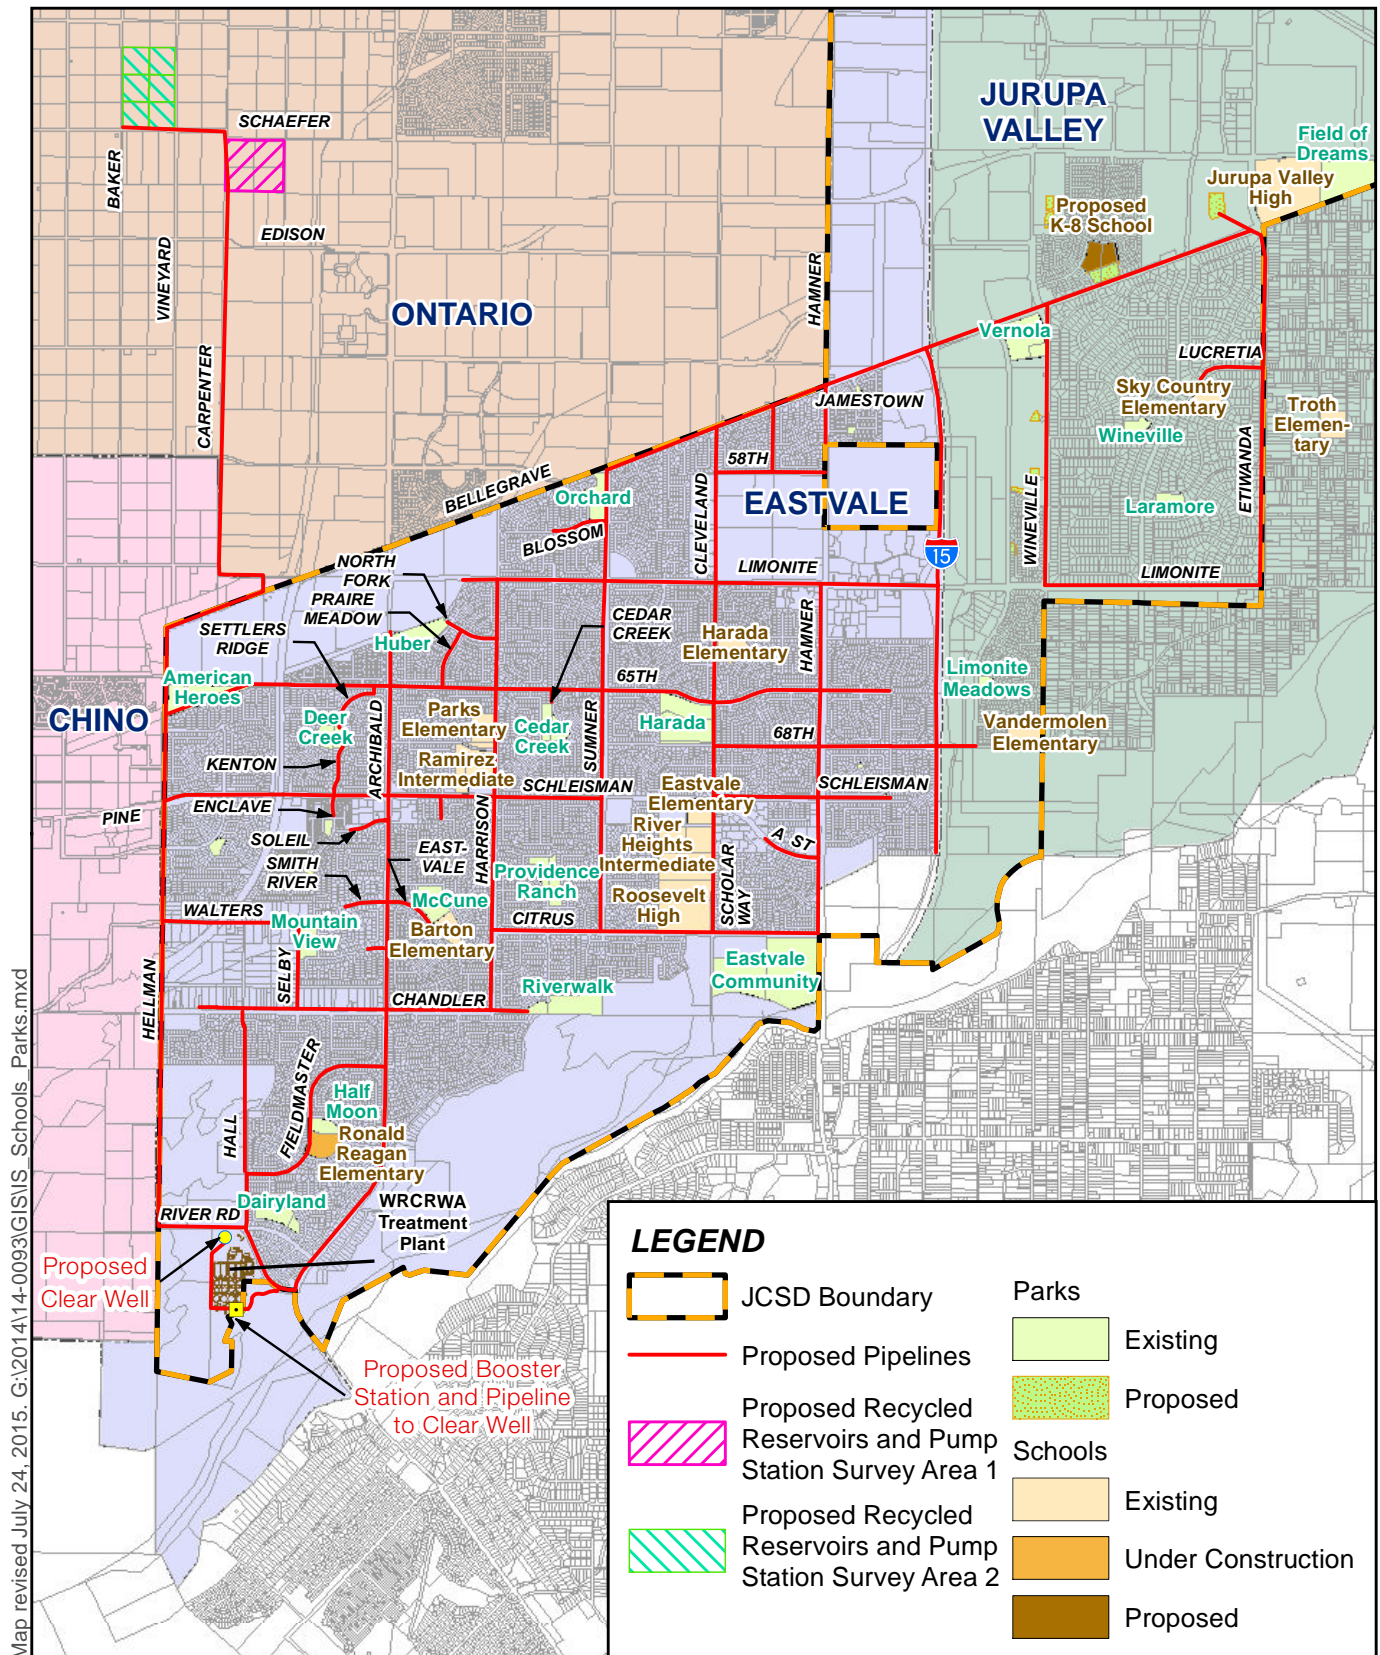 JURUPA
VALLEY
SCHAEFER
Field of
Dreams
BAKER
Jurupa Valley
High
Proposed
K-8 School
EDISON
VINEYARD
HAMNER
ONTARIO
Vernola
LUCRETIA
CARPENTER
Sky Country
Elementary
JAMESTOWN
Troth
Elemen-
tary
Wineville
58TH
BELLEGRAVE
CLEVELAND
ETIWANDA
Orchard
EASTVALE
WINEVILLE
Laramore
BLOSSOM
15
NORTH
FORK
LIMONITE
LIMONITE
PRAIRE
MEADOW
SETTLERS
RIDGE
CEDAR
CREEK
Huber
Harada
Elementary
HAMNER
American
Heroes
65TH
Limonite
Meadows
CHINO
Deer
Creek
ARCHIBALD
Parks
Elementary
Cedar
Creek
SUMNER
Harada
68TH
Vandermolen
Elementary
KENTON
Ramirez
Intermediate
SCHLEISMAN
Eastvale
Elementary
SCHLEISMAN
PINE
ENCLAVE
HARRISON
River
Heights
Intermediate
SOLEIL
A ST
EAST-
VALE
SMITH
RIVER
Providence
Ranch
SCHOLAR
WAY
McCune
Roosevelt
High
WALTERS
CITRUS
Mountain
View
Barton
Elementary
SELBY
Eastvale
Community
HELLMAN
CHANDLER
Riverwalk
FIELDMASTER
Half
Moon
HALL
Ronald
Reagan
Elementary
Dairyland
WRCRWA
Treatment
Plant
RIVER RD
Proposed
Clear Well
Proposed Booster
Station and Pipeline
to Clear Well
LEGEND
JCSD Boundary
Proposed Pipelines
Proposed Recycled
Reservoirs and Pump
Station Survey Area 1
Proposed Recycled
Reservoirs and Pump
Station Survey Area 2
Parks
Existing
Proposed
Schools
Existing
Under Construction
Proposed
Map revised July 24, 2015. G:\2014\14-0093\GIS\IS_Schools_Parks.mxd